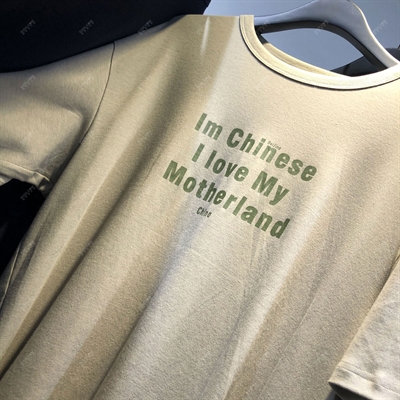 Im Chinese
I love My
Motherland
China